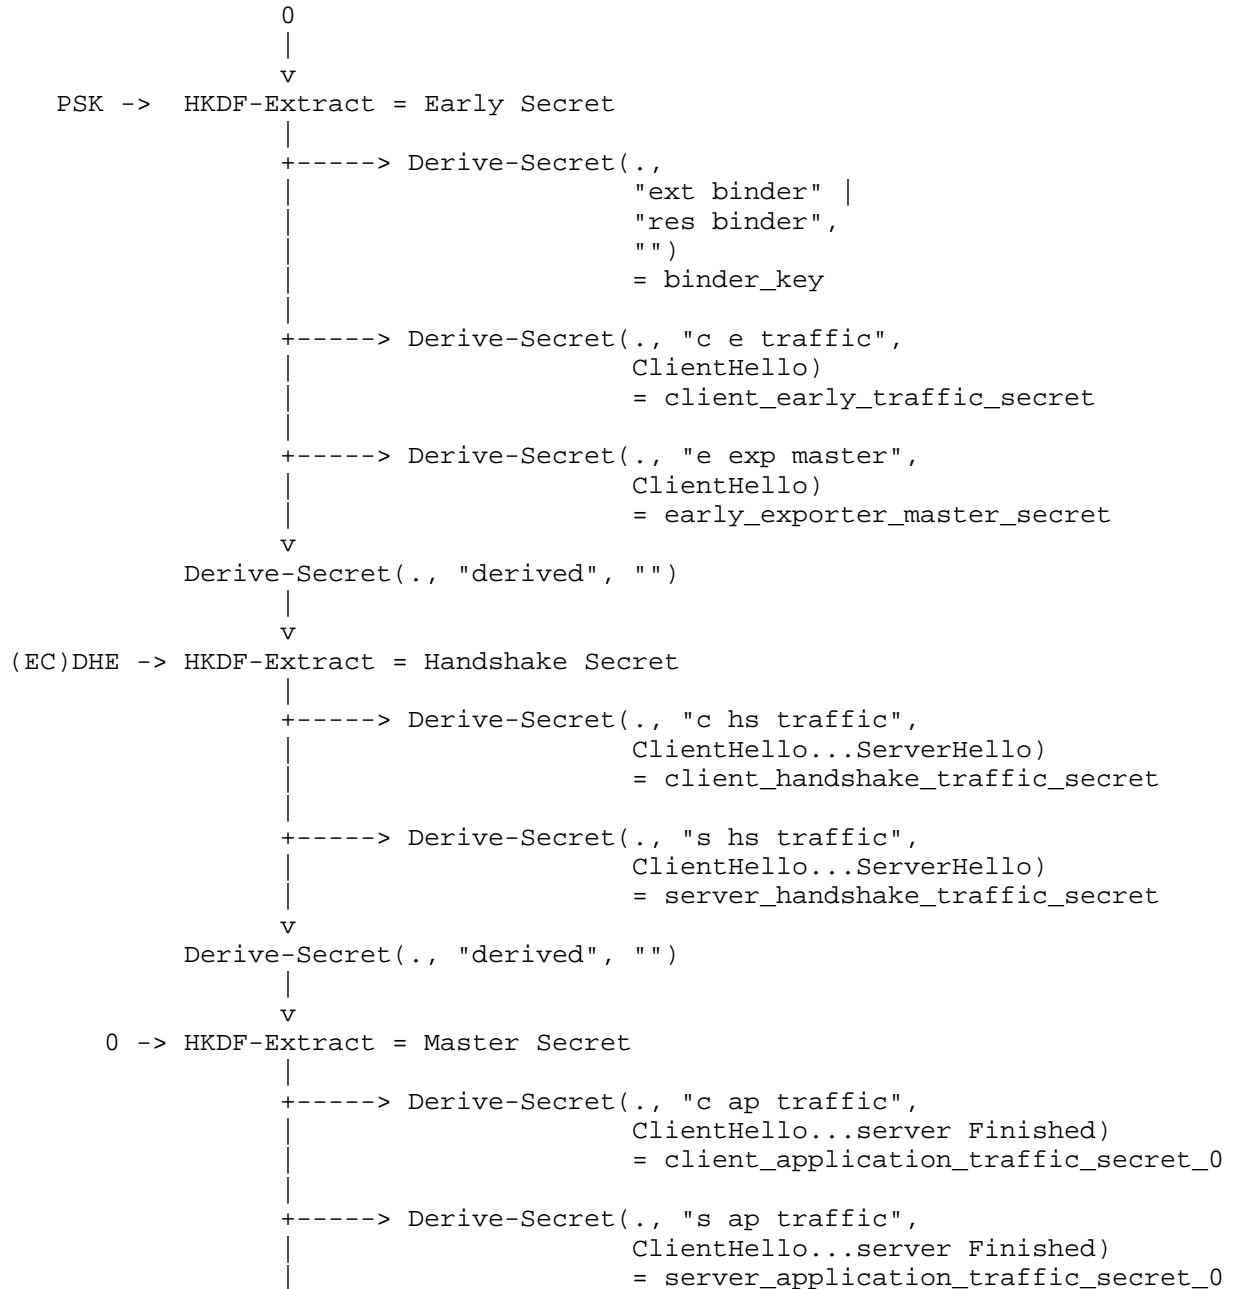 0
                 |
                 v
   PSK ->  HKDF-Extract = Early Secret
                 |
                 +-----> Derive-Secret(.,
                 |                     "ext binder" |
                 |                     "res binder",
                 |                     "")
                 |                     = binder_key
                 |
                 +-----> Derive-Secret(., "c e traffic",
                 |                     ClientHello)
                 |                     = client_early_traffic_secret
                 |
                 +-----> Derive-Secret(., "e exp master",
                 |                     ClientHello)
                 |                     = early_exporter_master_secret
                 v
           Derive-Secret(., "derived", "")
                 |
                 v
(EC)DHE -> HKDF-Extract = Handshake Secret
                 |
                 +-----> Derive-Secret(., "c hs traffic",
                 |                     ClientHello...ServerHello)
                 |                     = client_handshake_traffic_secret
                 |
                 +-----> Derive-Secret(., "s hs traffic",
                 |                     ClientHello...ServerHello)
                 |                     = server_handshake_traffic_secret
                 v
           Derive-Secret(., "derived", "")
                 |
                 v
      0 -> HKDF-Extract = Master Secret
                 |
                 +-----> Derive-Secret(., "c ap traffic",
                 |                     ClientHello...server Finished)
                 |                     = client_application_traffic_secret_0
                 |
                 +-----> Derive-Secret(., "s ap traffic",
                 |                     ClientHello...server Finished)
                 |                     = server_application_traffic_secret_0